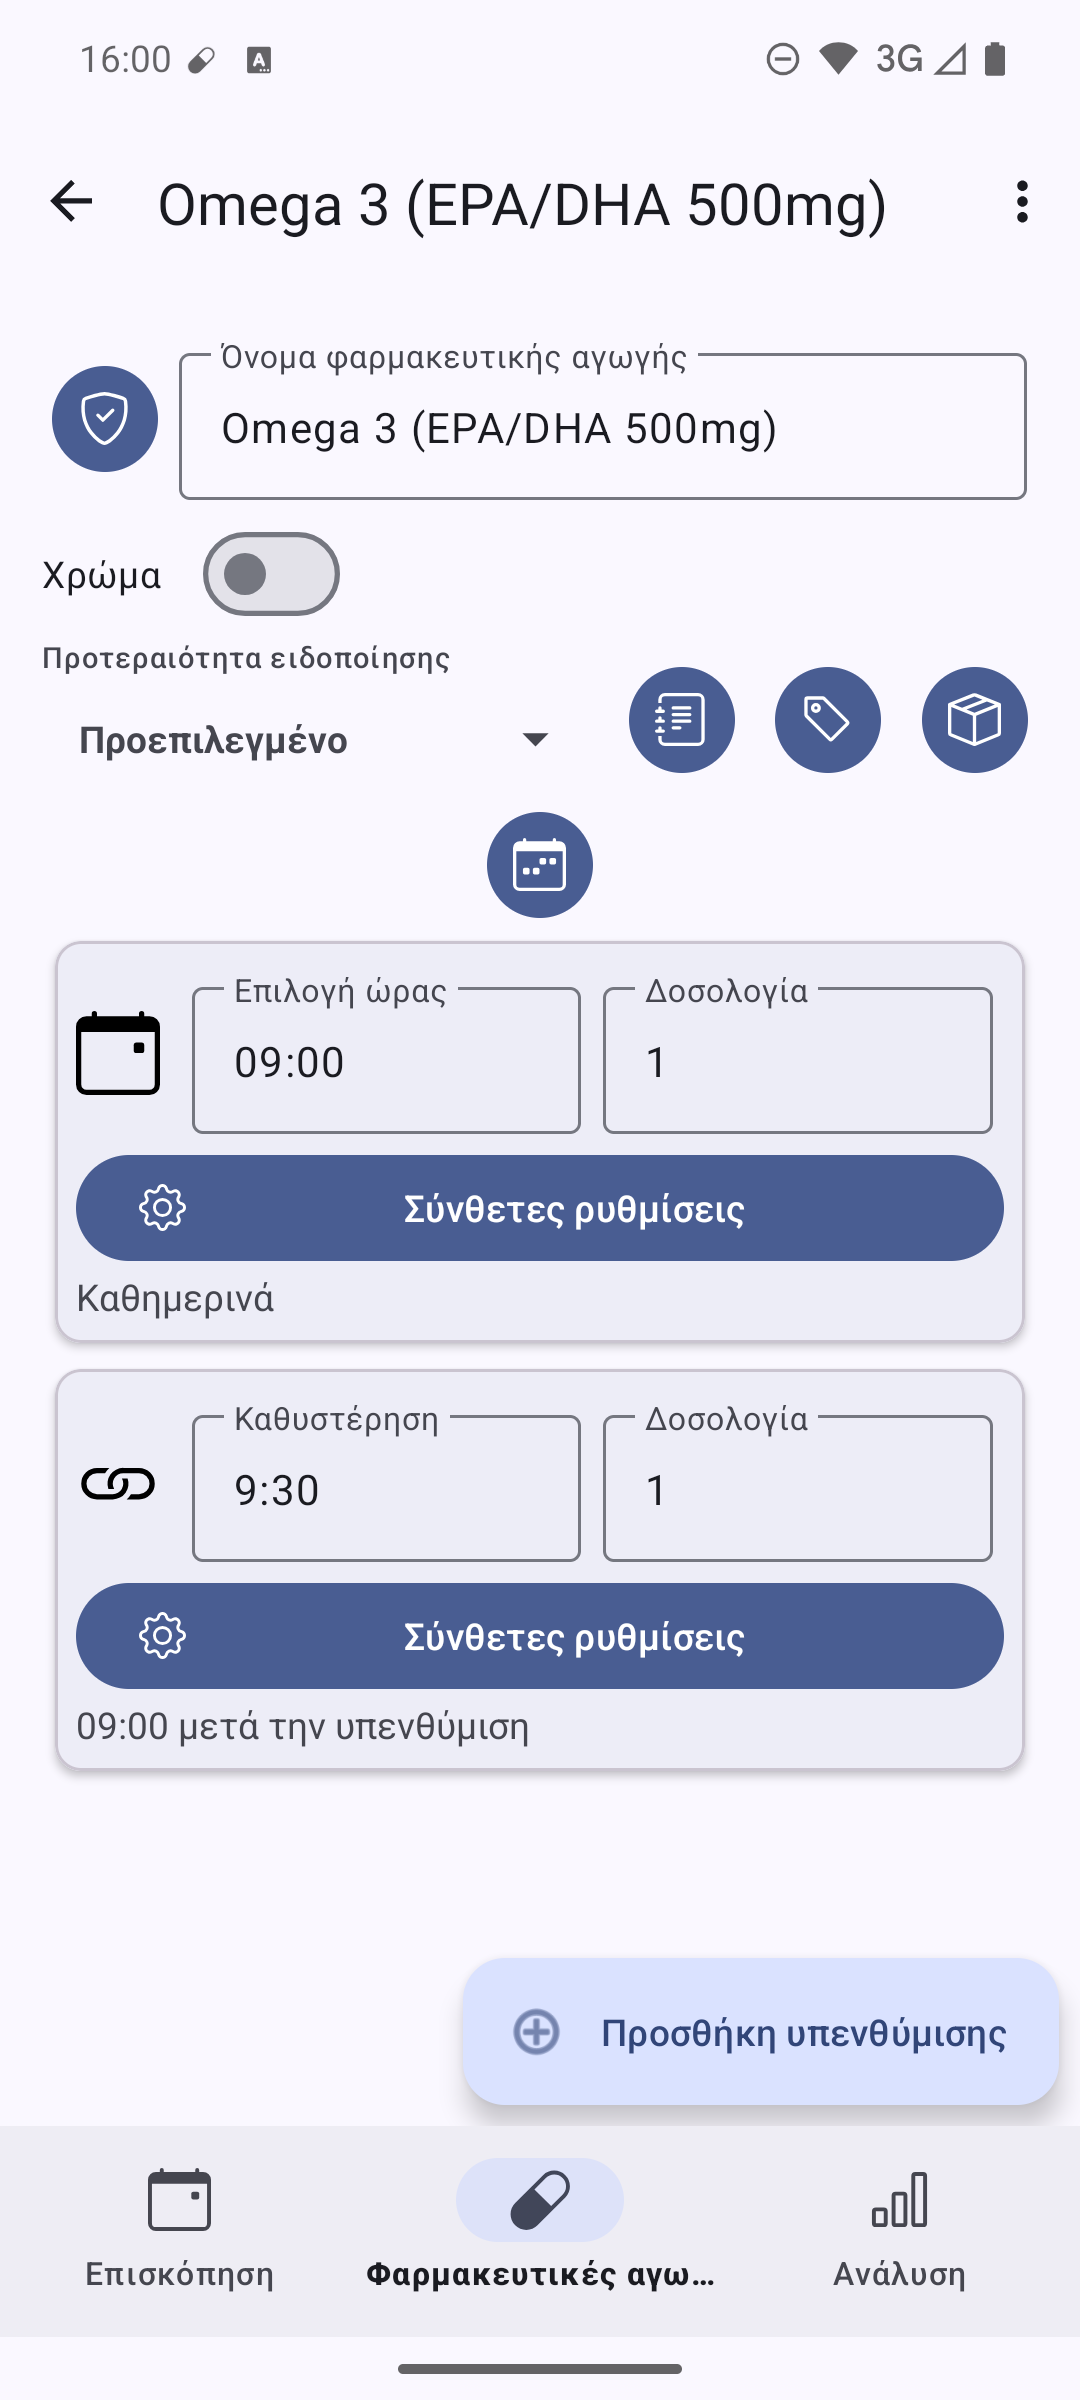 16:00
3G
Omega 3 (EPA/DHA 500mg)
Όνομα φαρμακευτικής αγωγής
Omega 3 (EPA/DHA 500mg)
Χρώμα
Προτεραιότητα ειδοποίησης
Προεπιλεγμένο
Επιλογή ώρας
09:00
Δοσολογία
1
Σύνθετες ρυθμίσεις
Καθημερινά
Καθυστέρηση
9:30
Δοσολογία
1
Σύνθετες ρυθμίσεις
09:00 μετά την υπενθύμιση
Προσθήκη υπενθύμισης
Επισκόπηση
Φαρμακευτικές αγω…
Ανάλυση